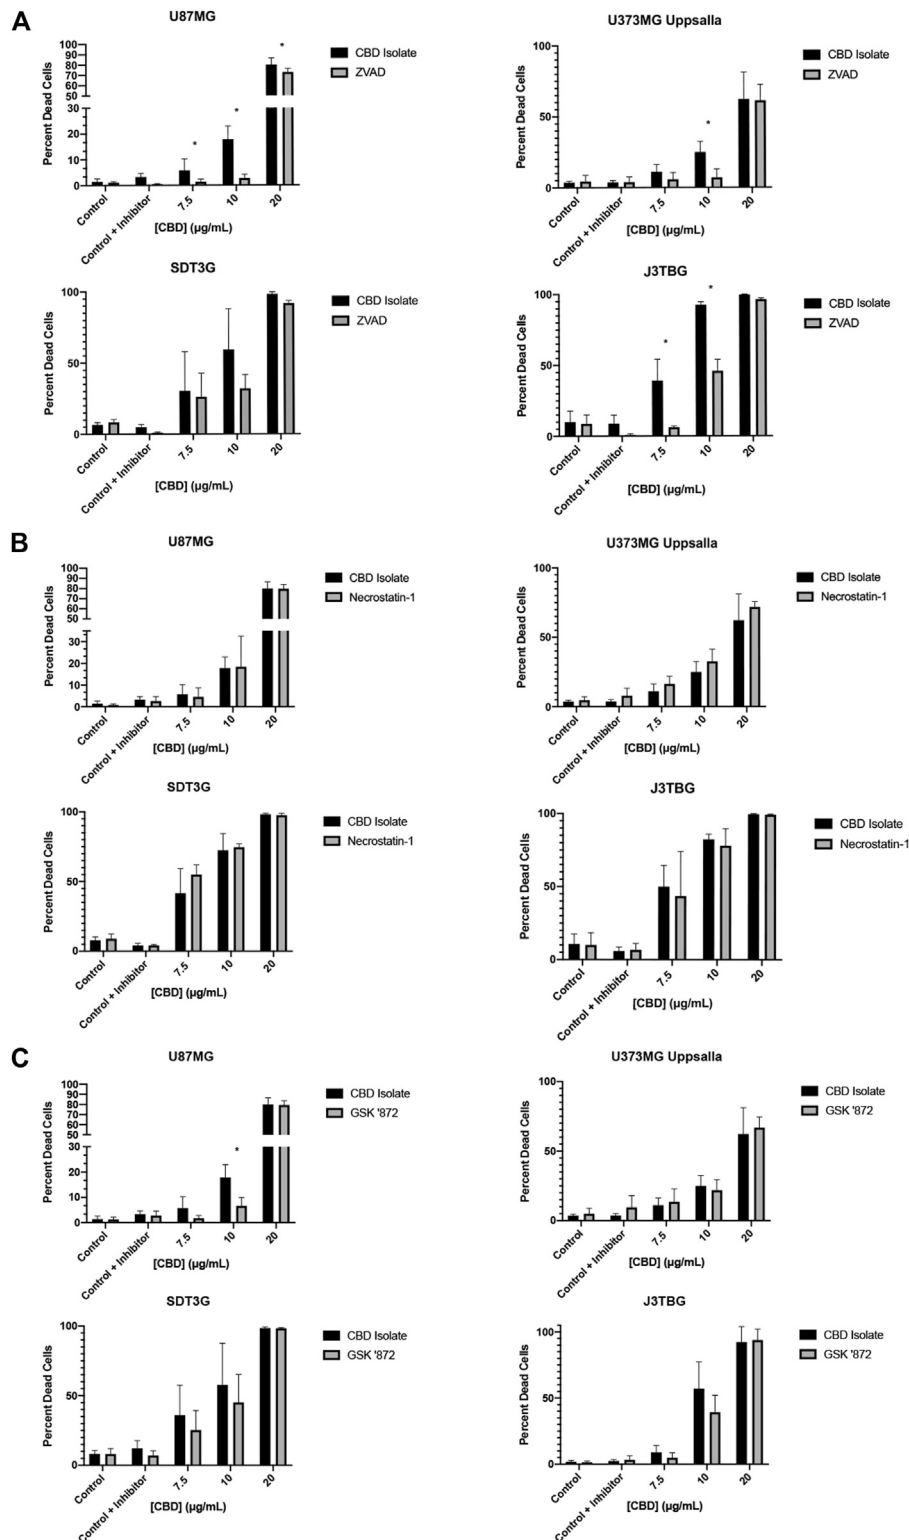 A
U87MG
Percent Dead Cells
100
90
80
70
60
50
30
20
10
0
Control
Control + Inhibitor
7.5
10
20
[CBD] (µg/mL)
*
*
*
CBD Isolate
ZVAD
U373MG Uppsalla
Percent Dead Cells
100
50
0
Control
Control + Inhibitor
7.5
10
20
[CBD] (µg/mL)
*
CBD Isolate
ZVAD
SDT3G
Percent Dead Cells
100
50
0
Control
Control + Inhibitor
7.5
10
20
[CBD] (µg/mL)
CBD Isolate
ZVAD
J3TBG
Percent Dead Cells
100
50
0
Control
Control + Inhibitor
7.5
10
20
[CBD] (µg/mL)
*
*
CBD Isolate
ZVAD
B
U87MG
Percent Dead Cells
100
90
80
70
60
50
30
20
10
0
Control
Control + Inhibitor
7.5
10
20
[CBD] (µg/mL)
CBD Isolate
Necrostatin-1
U373MG Uppsalla
Percent Dead Cells
100
50
0
Control
Control + Inhibitor
7.5
10
20
[CBD] (µg/mL)
CBD Isolate
Necrostatin-1
SDT3G
Percent Dead Cells
100
50
0
Control
Control + Inhibitor
7.5
10
20
[CBD] (µg/mL)
CBD Isolate
Necrostatin-1
J3TBG
Percent Dead Cells
100
50
0
Control
Control + Inhibitor
7.5
10
20
[CBD] (µg/mL)
CBD Isolate
Necrostatin-1
C
U87MG
Percent Dead Cells
100
90
80
70
60
50
30
20
10
0
Control
Control + Inhibitor
7.5
10
20
[CBD] (µg/mL)
*
CBD Isolate
GSK '872
U373MG Uppsalla
Percent Dead Cells
100
50
0
Control
Control + Inhibitor
7.5
10
20
[CBD] (µg/mL)
CBD Isolate
GSK '872
SDT3G
Percent Dead Cells
100
50
0
Control
Control + Inhibitor
7.5
10
20
[CBD] (µg/mL)
CBD Isolate
GSK '872
J3TBG
Percent Dead Cells
100
50
0
Control
Control + Inhibitor
7.5
10
20
[CBD] (µg/mL)
CBD Isolate
GSK '872